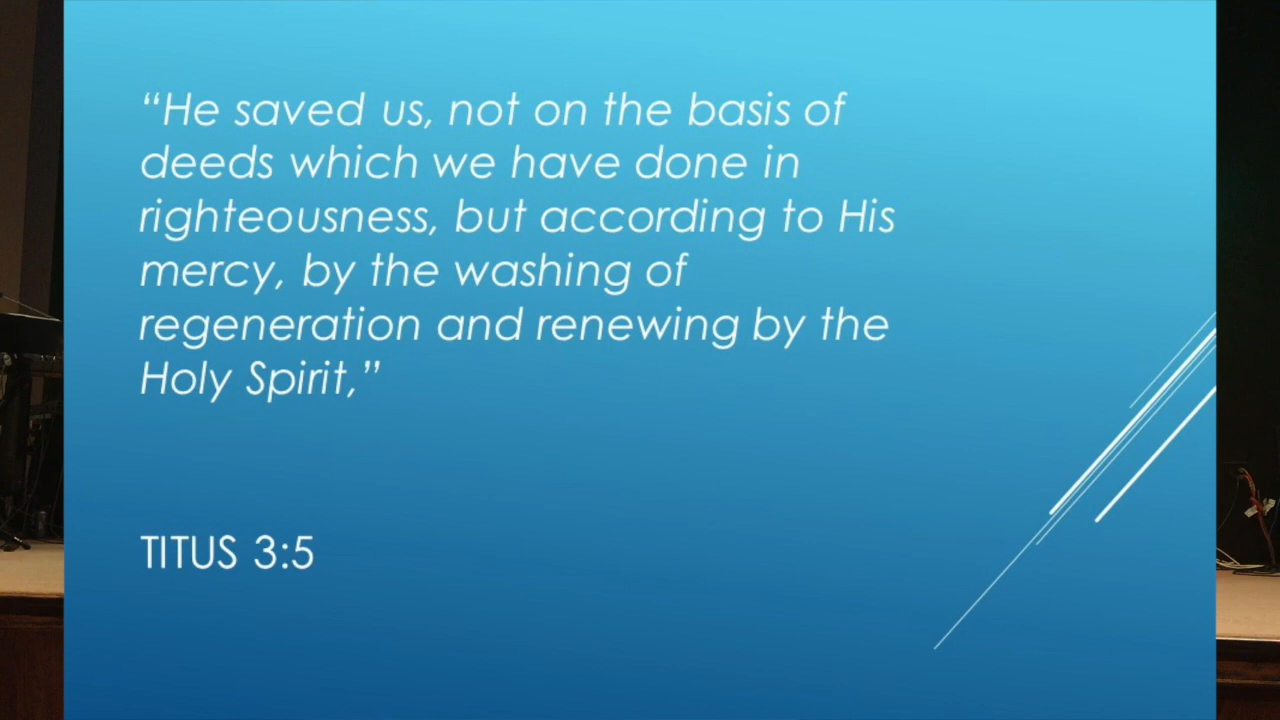 “He saved us, not on the basis of
deeds which we have done in
righteousness, but according to His
mercy, by the washing of
regeneration and renewing by the
Holy Spirit,”
TITUS 3:5